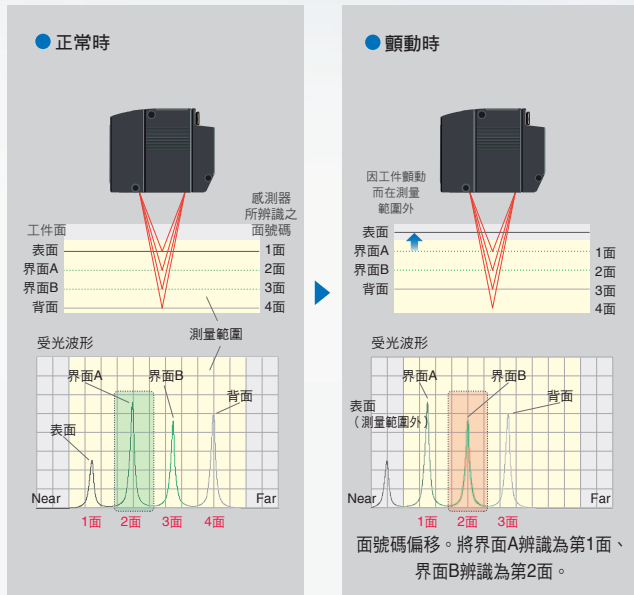 正常時
感測器
所辨識之
面號碼
工件面
表面
1面
界面A
2面
界面B
3面
背面
4面
測量範圍
受光波形
界面A
界面B
背面
表面
Near
Far
1面
2面
3面
4面
顫動時
因工件顫動
而在測量
範圍外
表面
界面A
1面
界面B
2面
背面
3面
4面
受光波形
界面A
界面B
背面
表面
（測量範圍外）
Near
Far
1面
2面
3面
面號碼偏移。將界面A辨識為第1面、
界面B辨識為第2面。